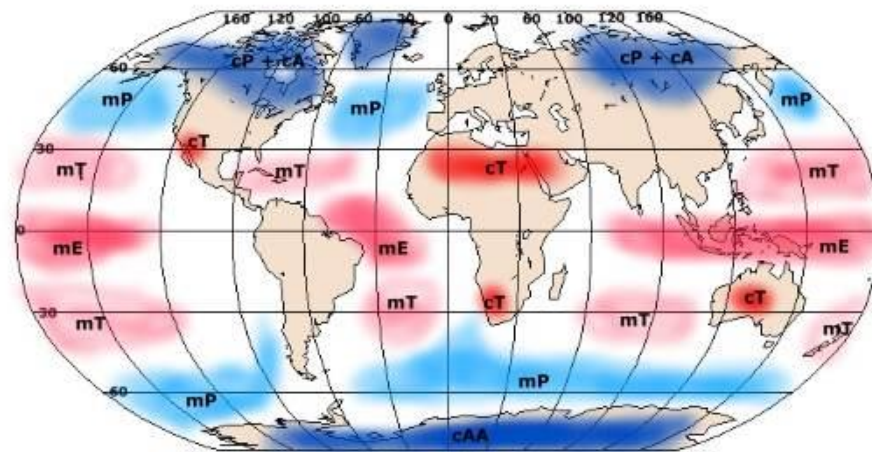 160 120 100 60 30 0 20 60 100 120 160
cP + cA cP + cA
60
mP mP mP
cT
30
mT mT cT mT
0
mE mE mE
mT cT mT cT mT
30
mP mP
60
cAA